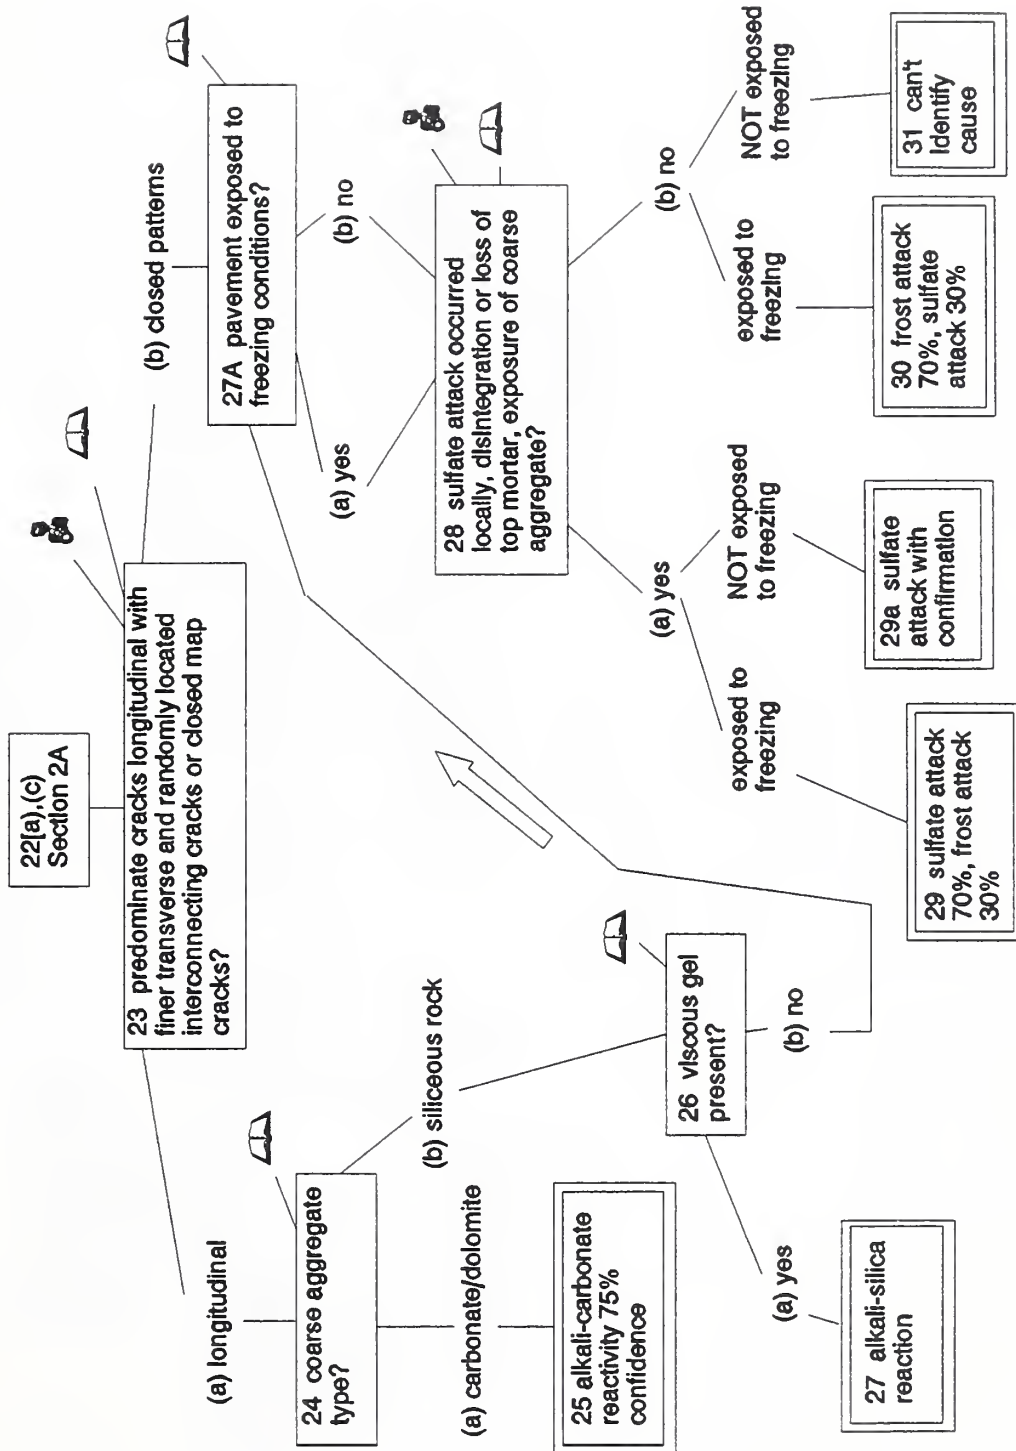 22[a],(c)
Section 2A
23 predominate cracks longitudinal with
finer transverse and randomly located
interconnecting cracks or closed map
cracks?
(a) longitudinal
(b) closed patterns
24 coarse aggregate
type?
(a) carbonate/dolomite
(b) siliceous rock
25 alkali-carbonate
reactivity 75%
confidence
26 viscous gel
present?
(a) yes
(b) no
27 alkali-silica
reaction
27A pavement exposed to
freezing conditions?
(a) yes
(b) no
28 sulfate attack occurred
locally, disintegration or loss of
top mortar, exposure of coarse
aggregate?
(a) yes
(b) no
exposed to
freezing
NOT exposed
to freezing
exposed to
freezing
NOT exposed
to freezing
29 sulfate attack
70%, frost attack
30%
29a sulfate
attack with
confirmation
30 frost attack
70%, sulfate
attack 30%
31 can't
identify
cause